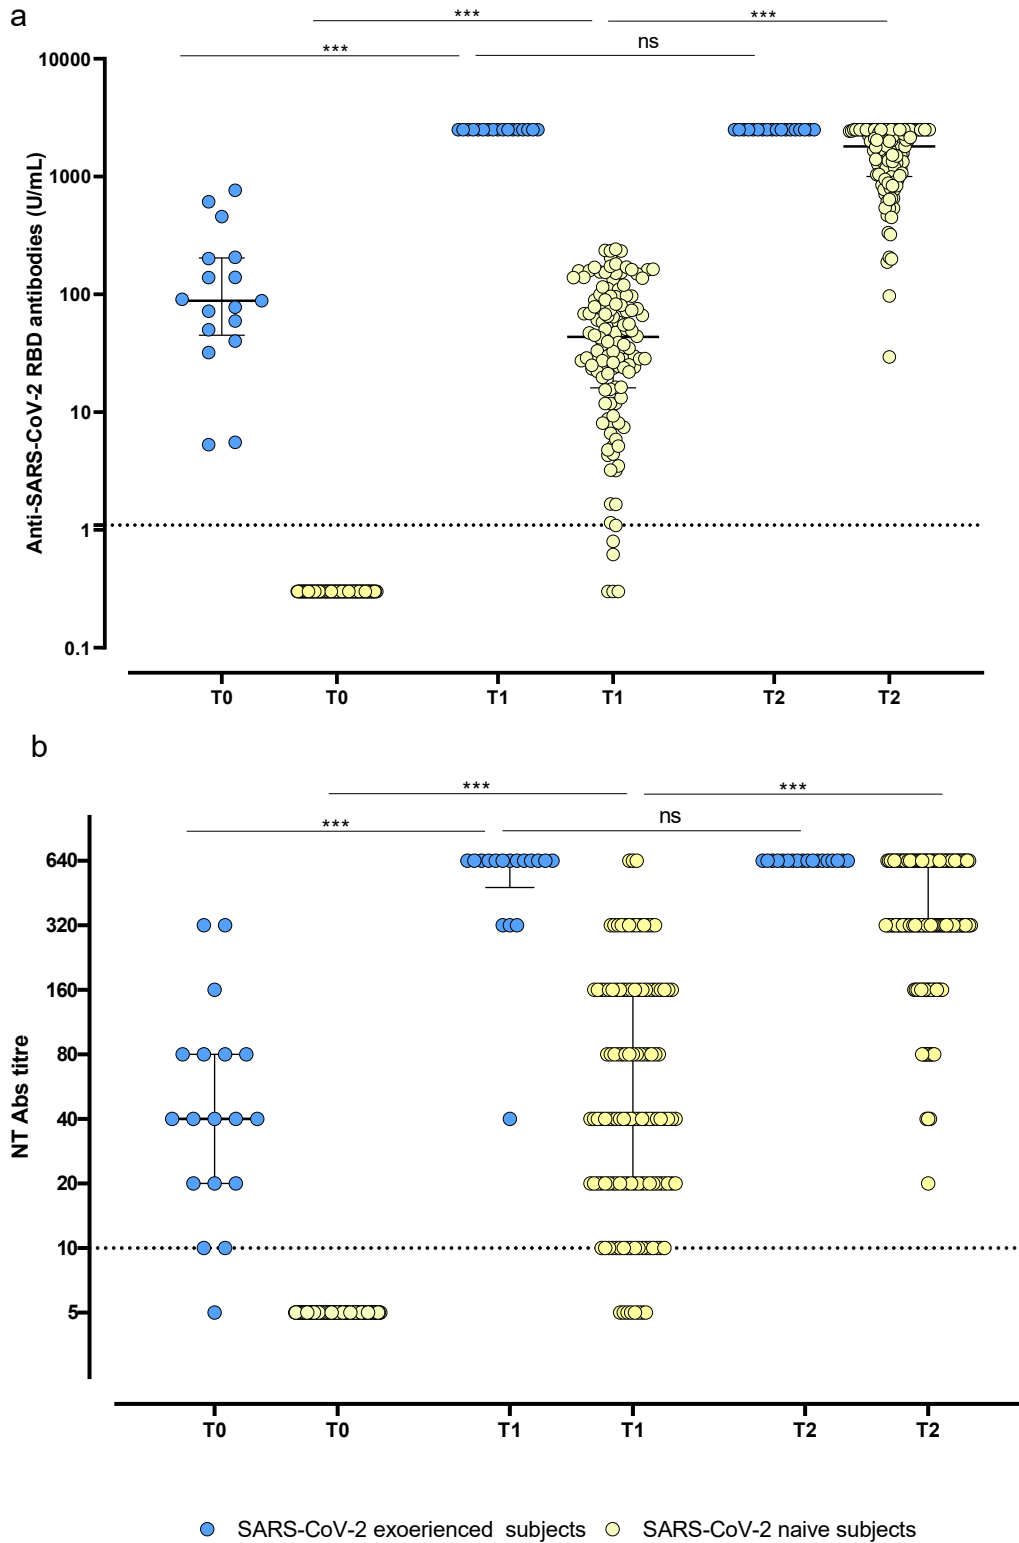 a
***
***
***
ns
10000
1000
100
10
1
0.1
Anti-SARS-CoV-2 RBD antibodies (U/mL)
T0 T0 T1 T1 T2 T2
b
***
***
***
ns
640
320
160
80
40
20
10
5
NT Abs titre
T0 T0 T1 T1 T2 T2
SARS-CoV-2 exoerienced subjects SARS-CoV-2 naive subjects